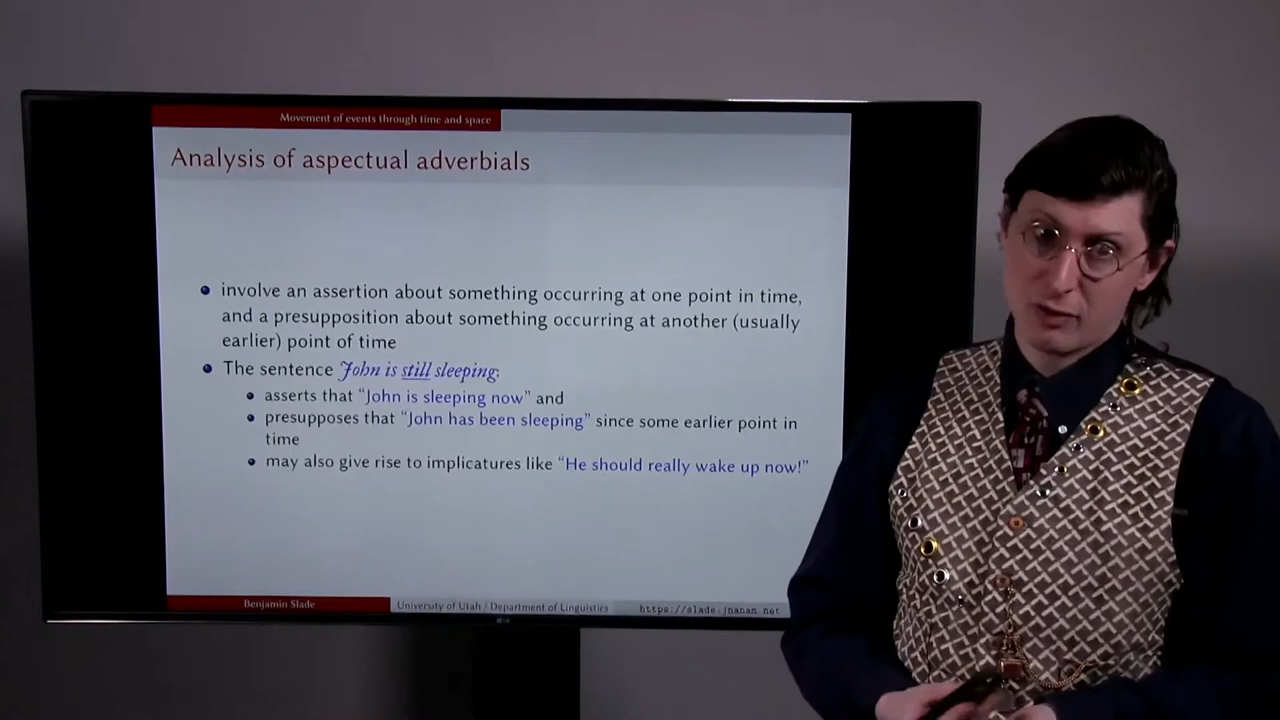 Movement of events through time and space
Analysis of aspectual adverbials
involve an assertion about something occurring at one point in time,
and a presupposition about something occurring at another (usually
earlier) point of time
The sentence John is still sleeping:
asserts that “John is sleeping now” and
presupposes that “John has been sleeping” since some earlier point in
time
may also give rise to implicatures like “He should really wake up now!”
Benjamin Slade University of Utah / Department of Linguistics https://slade.jnanam.net